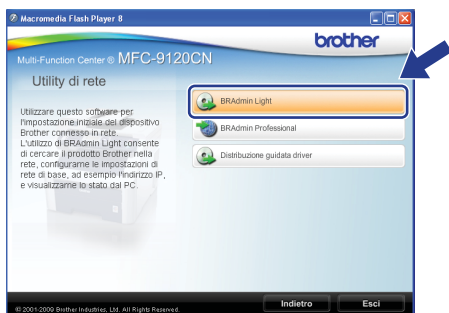 Macromedia Flash Player 8
brother
Multi-Function Center ® MFC-9120CN
Utility di rete
Utilizzare questo software per
l'impostazione iniziale del dispositivo
Brother connesso in rete.
L'utilizzo di BRAdmin Light consente
di cercare il prodotto Brother nella
rete, configurarne le impostazioni di
rete di base, ad esempio l'indirizzo IP,
e visualizzarne lo stato dal PC.
BRAdmin Light
BRAdmin Professional
Distribuzione guidata driver
© 2001-2009 Brother Industries, Ltd. All Rights Reserved.
Indietro
Esci